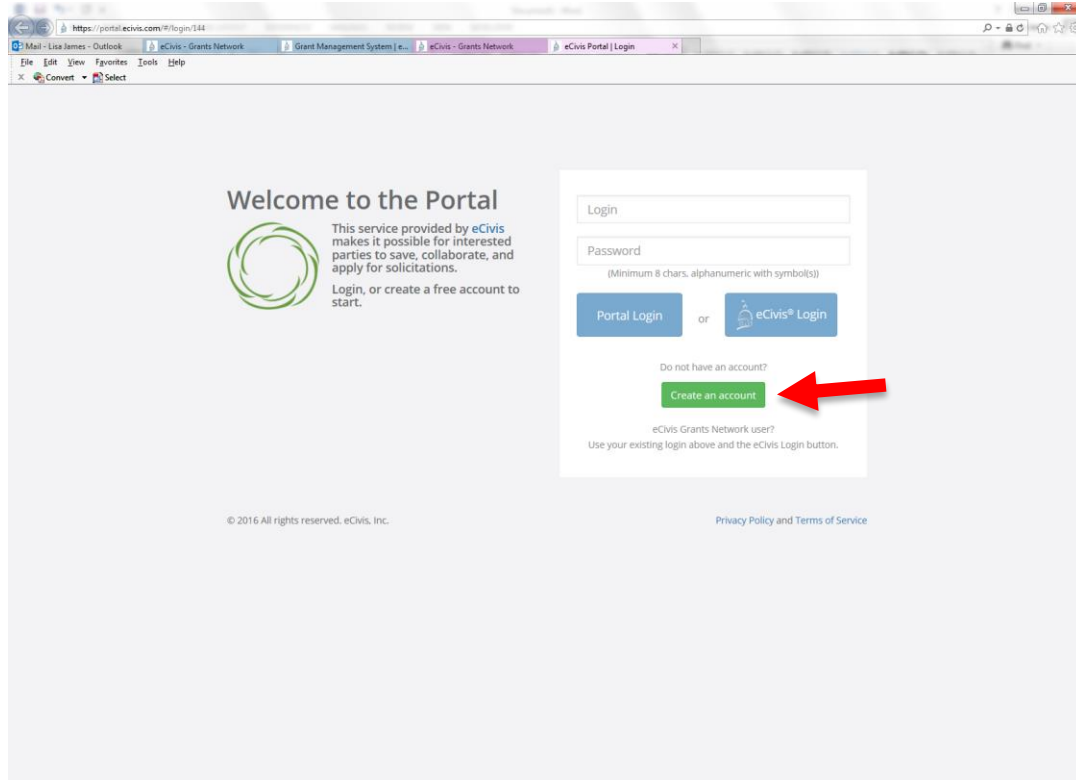 https://portal.ecivis.com/#/login/144
Mail - Lisa James - Outlook
eCivis - Grants Network
Grant Management System | e...
eCivis - Grants Network
eCivis Portal | Login
File Edit View Favorites Tools Help
Convert Select
Welcome to the Portal
This service provided by eCivis
makes it possible for interested
parties to save, collaborate, and
apply for solicitations.
Login, or create a free account to
start.
Login
Password
(Minimum 8 chars, alphanumeric with symbol(s))
Portal Login
or
eCivis® Login
Do not have an account?
Create an account
eCivis Grants Network user?
Use your existing login above and the eCivis Login button.
© 2016 All rights reserved. eCivis, Inc.
Privacy Policy and Terms of Service